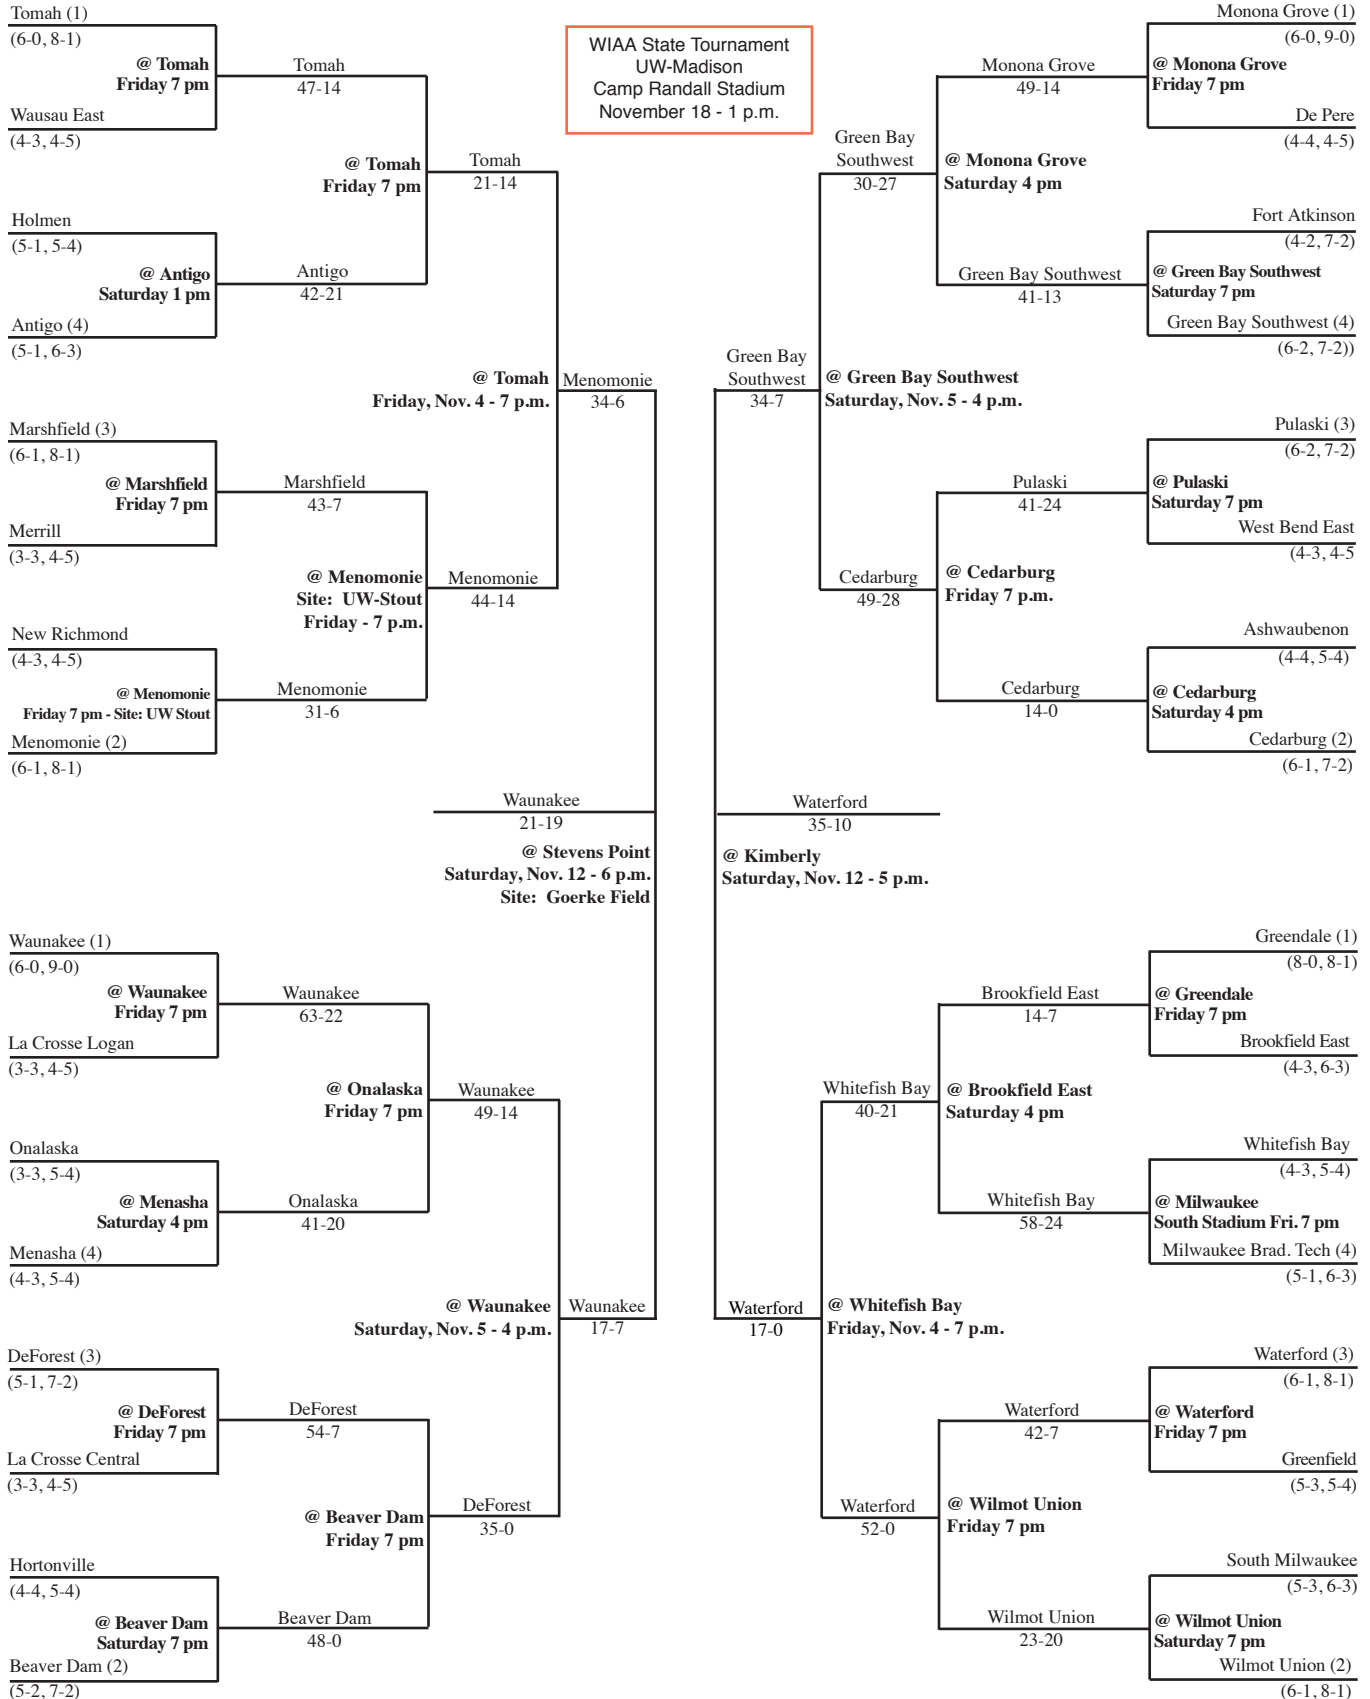 WIAA State Tournament
UW-Madison
Camp Randall Stadium
November 18 - 1 p.m.
Tomah (1)
(6-0, 8-1)
@ Tomah
Friday 7 pm
Wausau East
(4-3, 4-5)
Tomah
47-14
@ Tomah
Friday 7 pm
Holmen
(5-1, 5-4)
@ Antigo
Saturday 1 pm
Antigo (4)
(5-1, 6-3)
Antigo
42-21
Tomah
21-14
@ Tomah
Friday, Nov. 4 - 7 p.m.
Marshfield (3)
(6-1, 8-1)
@ Marshfield
Friday 7 pm
Merrill
(3-3, 4-5)
Marshfield
43-7
@ Menomonie
Site: UW-Stout
Friday - 7 p.m.
New Richmond
(4-3, 4-5)
@ Menomonie
Friday 7 pm - Site: UW Stout
Menomonie (2)
(6-1, 8-1)
Menomonie
31-6
Menomonie
44-14
Menomonie
34-6
Waunakee
21-19
@ Stevens Point
Saturday, Nov. 12 - 6 p.m.
Site: Goerke Field
Waunakee (1)
(6-0, 9-0)
@ Waunakee
Friday 7 pm
La Crosse Logan
(3-3, 4-5)
Waunakee
63-22
@ Onalaska
Friday 7 pm
Onalaska
(3-3, 5-4)
@ Menasha
Saturday 4 pm
Menasha (4)
(4-3, 5-4)
Onalaska
41-20
Waunakee
49-14
@ Waunakee
Saturday, Nov. 5 - 4 p.m.
Waunakee
17-7
DeForest (3)
(5-1, 7-2)
@ DeForest
Friday 7 pm
La Crosse Central
(3-3, 4-5)
DeForest
54-7
@ Beaver Dam
Friday 7 pm
DeForest
35-0
Hortonville
(4-4, 5-4)
@ Beaver Dam
Saturday 7 pm
Beaver Dam (2)
(5-2, 7-2)
Beaver Dam
48-0
Monona Grove (1)
(6-0, 9-0)
@ Monona Grove
Friday 7 pm
De Pere
(4-4, 4-5)
Monona Grove
49-14
@ Monona Grove
Saturday 4 pm
Fort Atkinson
(4-2, 7-2)
@ Green Bay Southwest
Saturday 7 pm
Green Bay Southwest (4)
(6-2, 7-2))
Green Bay Southwest
41-13
Green Bay
Southwest
30-27
@ Green Bay Southwest
Saturday, Nov. 5 - 4 p.m.
Green Bay
Southwest
34-7
Pulaski (3)
(6-2, 7-2)
@ Pulaski
Saturday 7 pm
West Bend East
(4-3, 4-5
Pulaski
41-24
@ Cedarburg
Friday 7 p.m.
Cedarburg
49-28
Ashwaubenon
(4-4, 5-4)
@ Cedarburg
Saturday 4 pm
Cedarburg (2)
(6-1, 7-2)
Cedarburg
14-0
Waterford
35-10
@ Kimberly
Saturday, Nov. 12 - 5 p.m.
Greendale (1)
(8-0, 8-1)
@ Greendale
Friday 7 pm
Brookfield East
(4-3, 6-3)
Brookfield East
14-7
@ Brookfield East
Saturday 4 pm
Whitefish Bay
40-21
Whitefish Bay
(4-3, 5-4)
@ Milwaukee
South Stadium Fri. 7 pm
Milwaukee Brad. Tech (4)
(5-1, 6-3)
Whitefish Bay
58-24
@ Whitefish Bay
Friday, Nov. 4 - 7 p.m.
Waterford
17-0
Waterford (3)
(6-1, 8-1)
@ Waterford
Friday 7 pm
Greenfield
(5-3, 5-4)
Waterford
42-7
@ Wilmot Union
Friday 7 pm
Waterford
52-0
South Milwaukee
(5-3, 6-3)
@ Wilmot Union
Saturday 7 pm
Wilmot Union (2)
(6-1, 8-1)
Wilmot Union
23-20